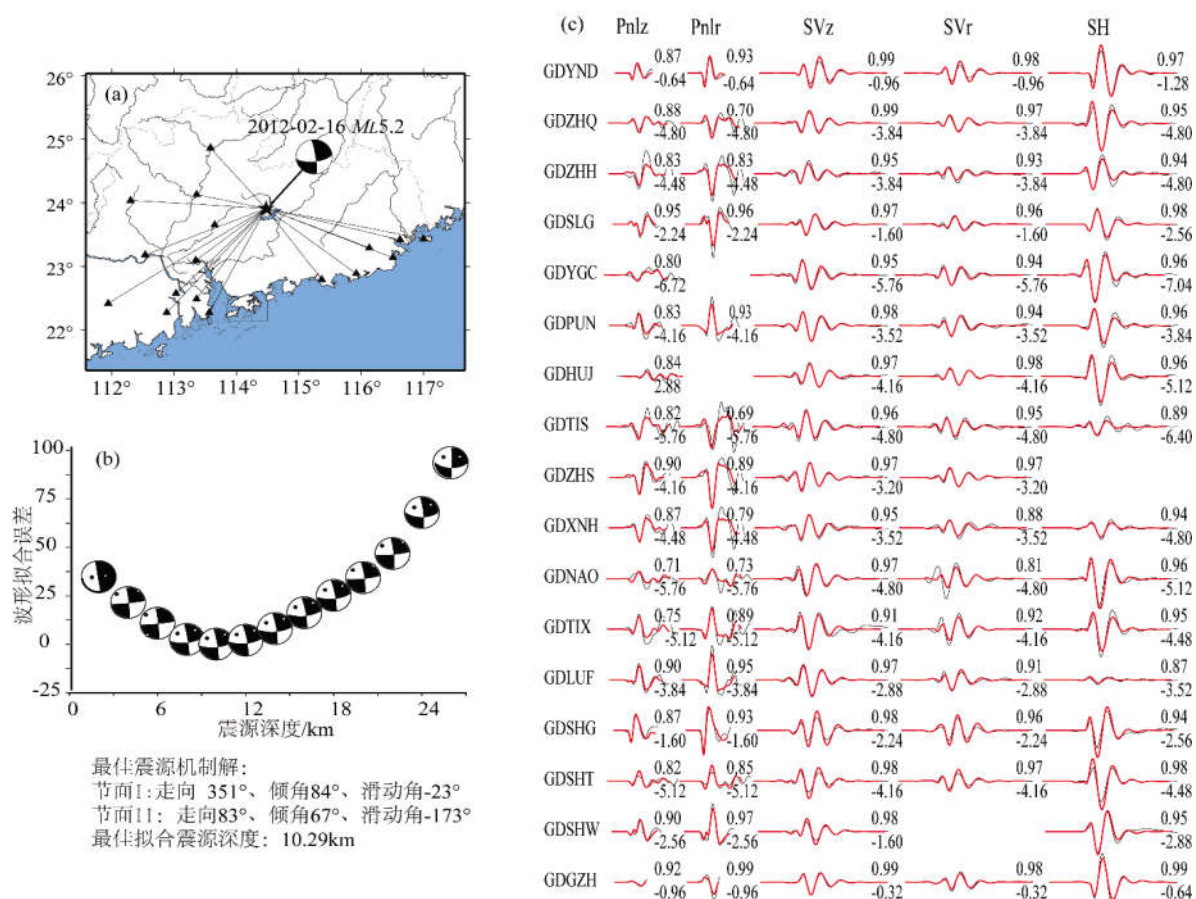 (a)
2012-02-16 ML5.2
26°
25°
24°
23°
22°
112°
113°
114°
115°
116°
117°
(b)
波形拟合误差
100
75
50
25
0
-25
0
6
12
18
24
震源深度/km
最佳震源机制解：
节面I:走向 351°、倾角84°、滑动角-23°
节面II: 走向83°、倾角67°、滑动角-173°
最佳拟合震源深度: 10.29km
(c)
Pnlz Pnlr SVz SVr SH
GDYND 0.87 0.93 0.99 0.98 0.97
-0.64 -0.64 -0.96 -0.96 -1.28
GDZHQ 0.88 0.70 0.99 0.97 0.95
-4.80 -4.80 -3.84 -3.84 -4.80
GDZHH 0.83 0.83 0.95 0.93 0.94
-4.48 -4.48 -3.84 -3.84 -4.80
GDSLG 0.95 0.96 0.97 0.96 0.98
-2.24 -2.24 -1.60 -1.60 -2.56
GDYGC 0.80 0.95 0.94 0.96
-6.72 -5.76 -5.76 -7.04
GDPUN 0.83 0.93 0.98 0.94 0.96
-4.16 -4.16 -3.52 -3.52 -3.84
GDHUJ 0.84 0.97 0.98 0.96
2.88 -4.16 -4.16 -5.12
GDTIS 0.82 0.69 0.96 0.95 0.89
-5.76 -5.76 -4.80 -4.80 -6.40
GDZHS 0.90 0.89 0.97 0.97
-4.16 -4.16 -3.20 -3.20
GDXNH 0.87 0.79 0.95 0.88 0.94
-4.48 -4.48 -3.52 -3.52 -4.80
GDNAO 0.71 0.73 0.97 0.81 0.96
-5.76 -5.76 -4.80 -4.80 -5.12
GDTIX 0.75 0.89 0.91 0.92 0.95
-5.12 -5.12 -4.16 -4.16 -4.48
GDLUF 0.90 0.95 0.97 0.91 0.87
-3.84 -3.84 -2.88 -2.88 -3.52
GDSHG 0.87 0.93 0.98 0.96 0.94
-1.60 -1.60 -2.24 -2.24 -2.56
GDSHT 0.82 0.85 0.98 0.97 0.98
-5.12 -5.12 -4.16 -4.16 -4.48
GDSHW 0.90 0.97 0.98 0.95
-2.56 -2.56 -1.60 -2.88
GDGZH 0.92 0.99 0.99 0.98 0.99
-0.96 -0.96 -0.32 -0.32 -0.64